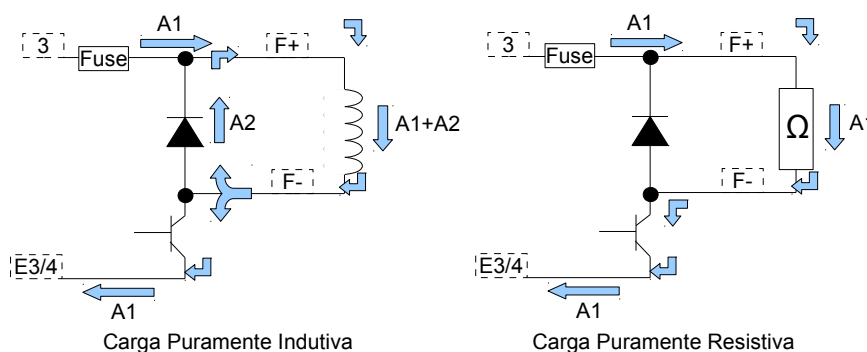 A1
3
F+
Fuse
A2
A1+A2
F-
E3/4
A1
Carga Puramente Indutiva
A1
3
F+
Fuse
Ω
A1
F-
E3/4
A1
Carga Puramente Resistiva